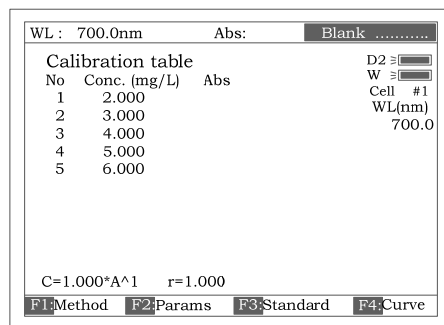 WL : 700.0nm Abs: Blank ...........
Calibration table
No Conc. (mg/L) Abs
1 2.000
2 3.000
3 4.000
4 5.000
5 6.000
D2
W
Cell #1
WL(nm)
700.0
C=1.000*A^1 r=1.000
F1:Method F2:Params F3:Standard F4:Curve